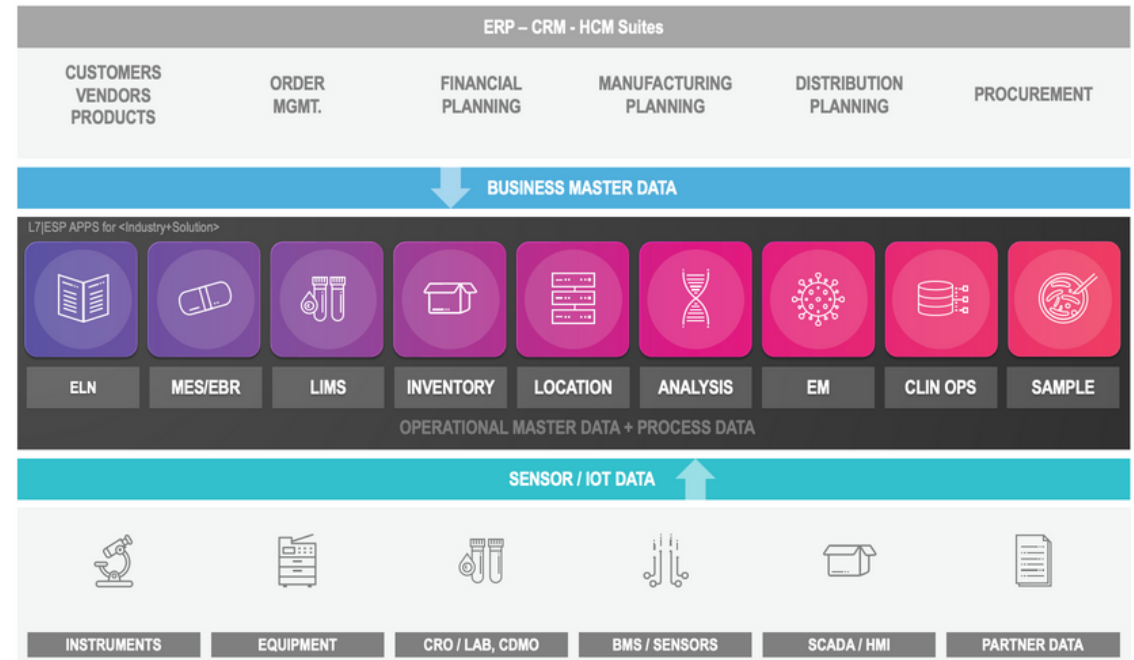 ERP – CRM - HCM Suites
CUSTOMERS
VENDORS
PRODUCTS
ORDER
MGMT.
FINANCIAL
PLANNING
MANUFACTURING
PLANNING
DISTRIBUTION
PLANNING
PROCUREMENT
BUSINESS MASTER DATA
L7|ESP APPS for <Industry+Solution>
ELN
MES/EBR
LIMS
INVENTORY
LOCATION
ANALYSIS
EM
CLIN OPS
SAMPLE
OPERATIONAL MASTER DATA + PROCESS DATA
SENSOR / IOT DATA
INSTRUMENTS
EQUIPMENT
CRO / LAB, CDMO
BMS / SENSORS
SCADA / HMI
PARTNER DATA